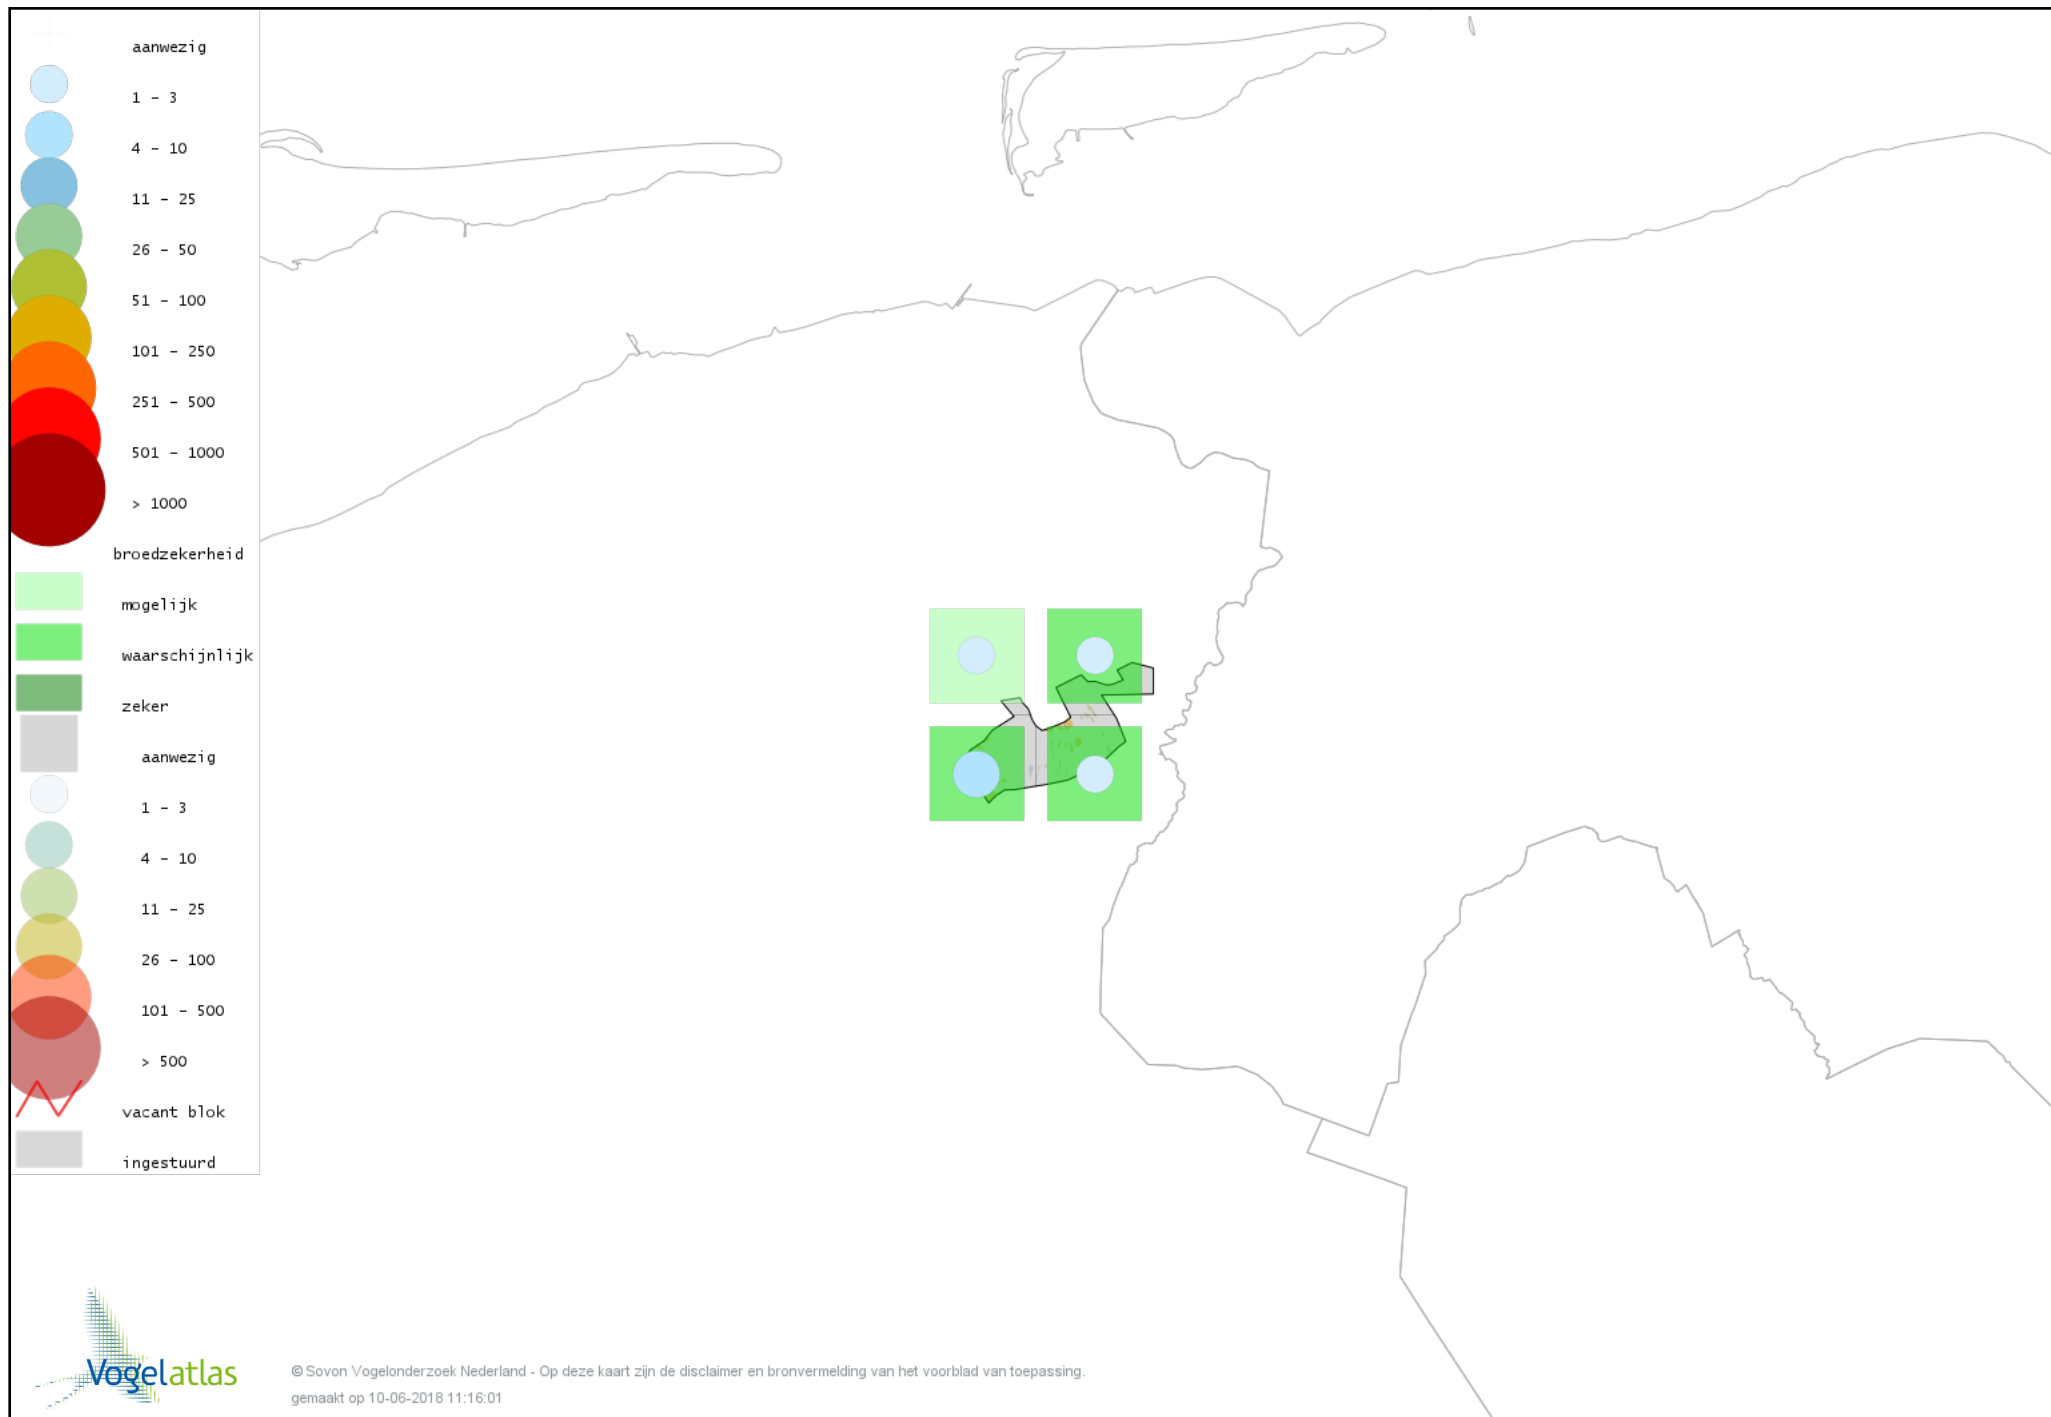 aanwezig
1 - 3
4 - 10
11 - 25
26 - 50
51 - 100
101 - 250
251 - 500
501 - 1000
> 1000
broedzekerheid
mogelijk
waarschijnlijk
zeker
aanwezig
1 - 3
4 - 10
11 - 25
26 - 100
101 - 500
> 500
vacant blok
ingestuurd
Vogelatlas
© Sovon Vogelonderzoek Nederland - Op deze kaart zijn de disclaimer en bronvermelding van het voorblad van toepassing.
gemaakt op 10-06-2018 11:16:01